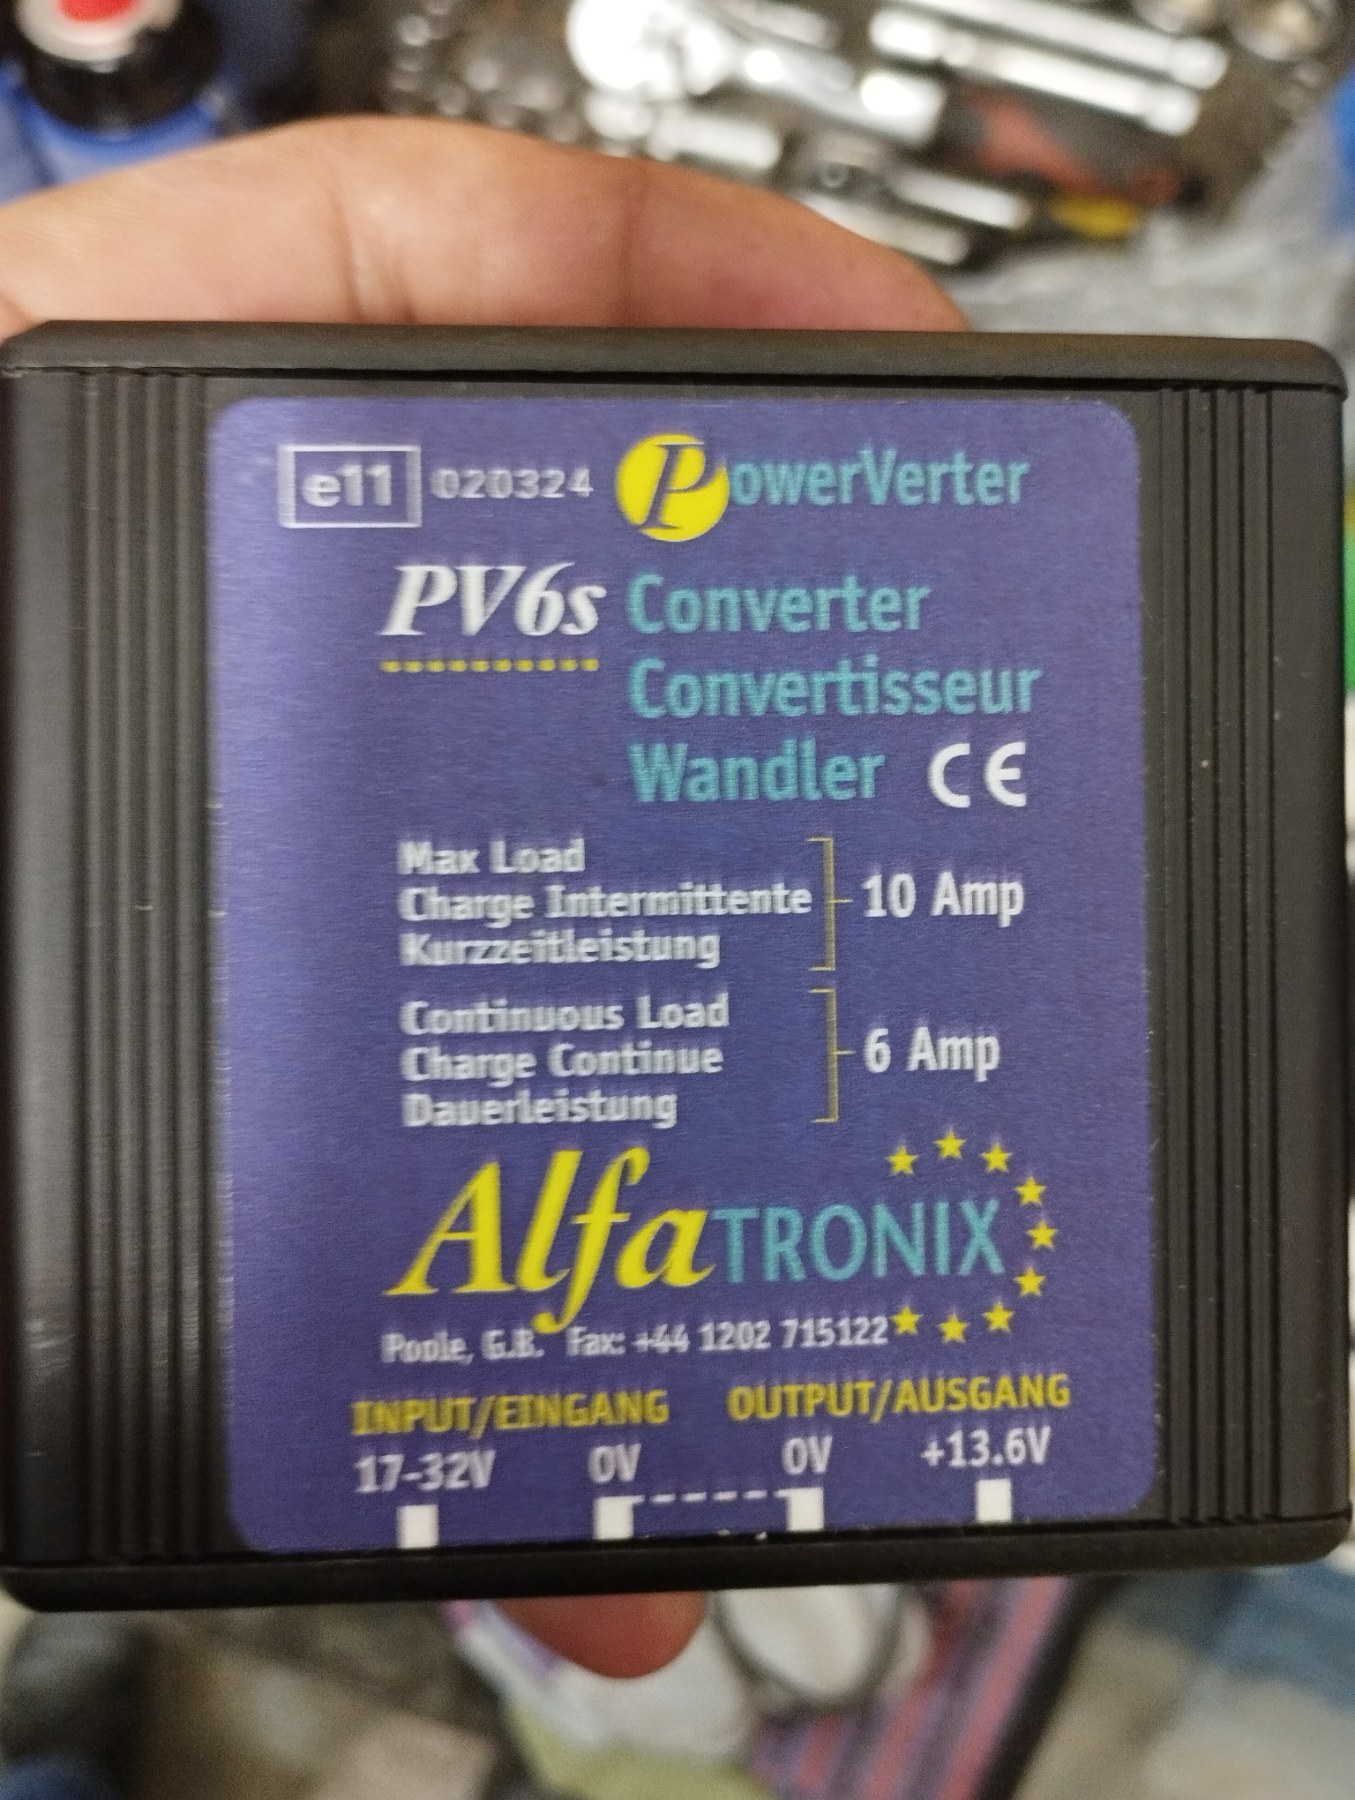 e11 020324 PowerVerter
PV6s Converter
Convertisseur
Wandler CE
Max Load
Charge Intermittente 10 Amp
Kurzzeitleistung
Continuous Load
Charge Continue 6 Amp
Dauerleistung
AlfaTRONIX
Poole, G.B. Fax: +44 1202 715122
INPUT/EINGANG OUTPUT/AUSGANG
17-32V 0V 0V +13.6V